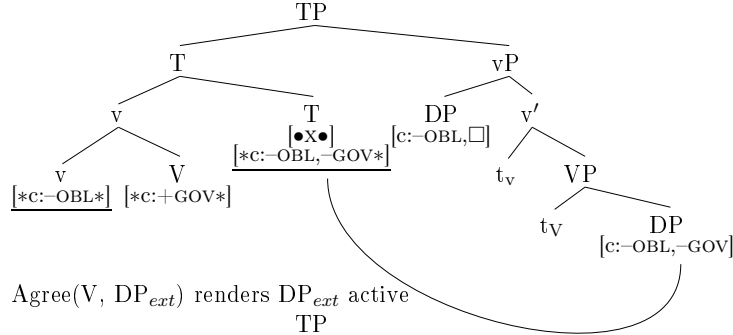 TP
T vP
v T DP v′
[•X•] [c:–OBL,□]
[∗c:–OBL,–GOV∗]
v V t_v VP
[∗c:–OBL∗] [∗c:+GOV∗]
t_V DP
[c:–OBL,–GOV]
Agree(V, DP_ext) renders DP_ext active
TP